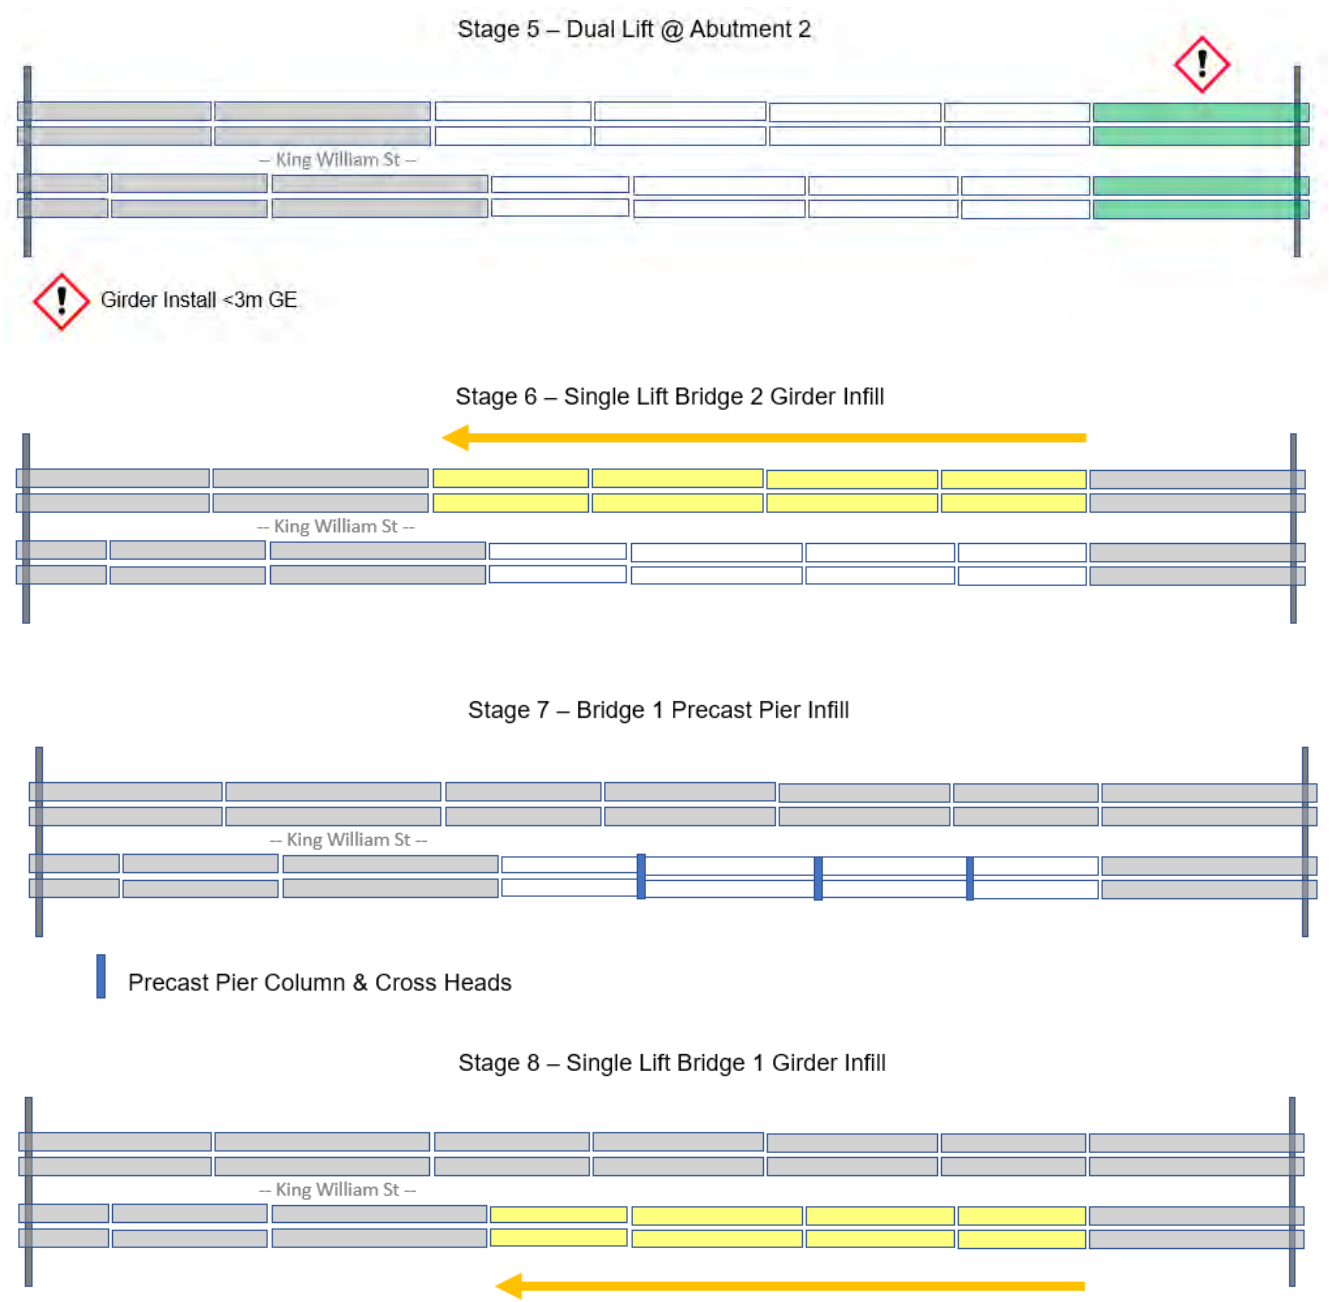 Stage 5 – Dual Lift @ Abutment 2
!
-- King William St --
! Girder Install <3m GE
Stage 6 – Single Lift Bridge 2 Girder Infill
-- King William St --
Stage 7 – Bridge 1 Precast Pier Infill
-- King William St --
Precast Pier Column & Cross Heads
Stage 8 – Single Lift Bridge 1 Girder Infill
-- King William St --